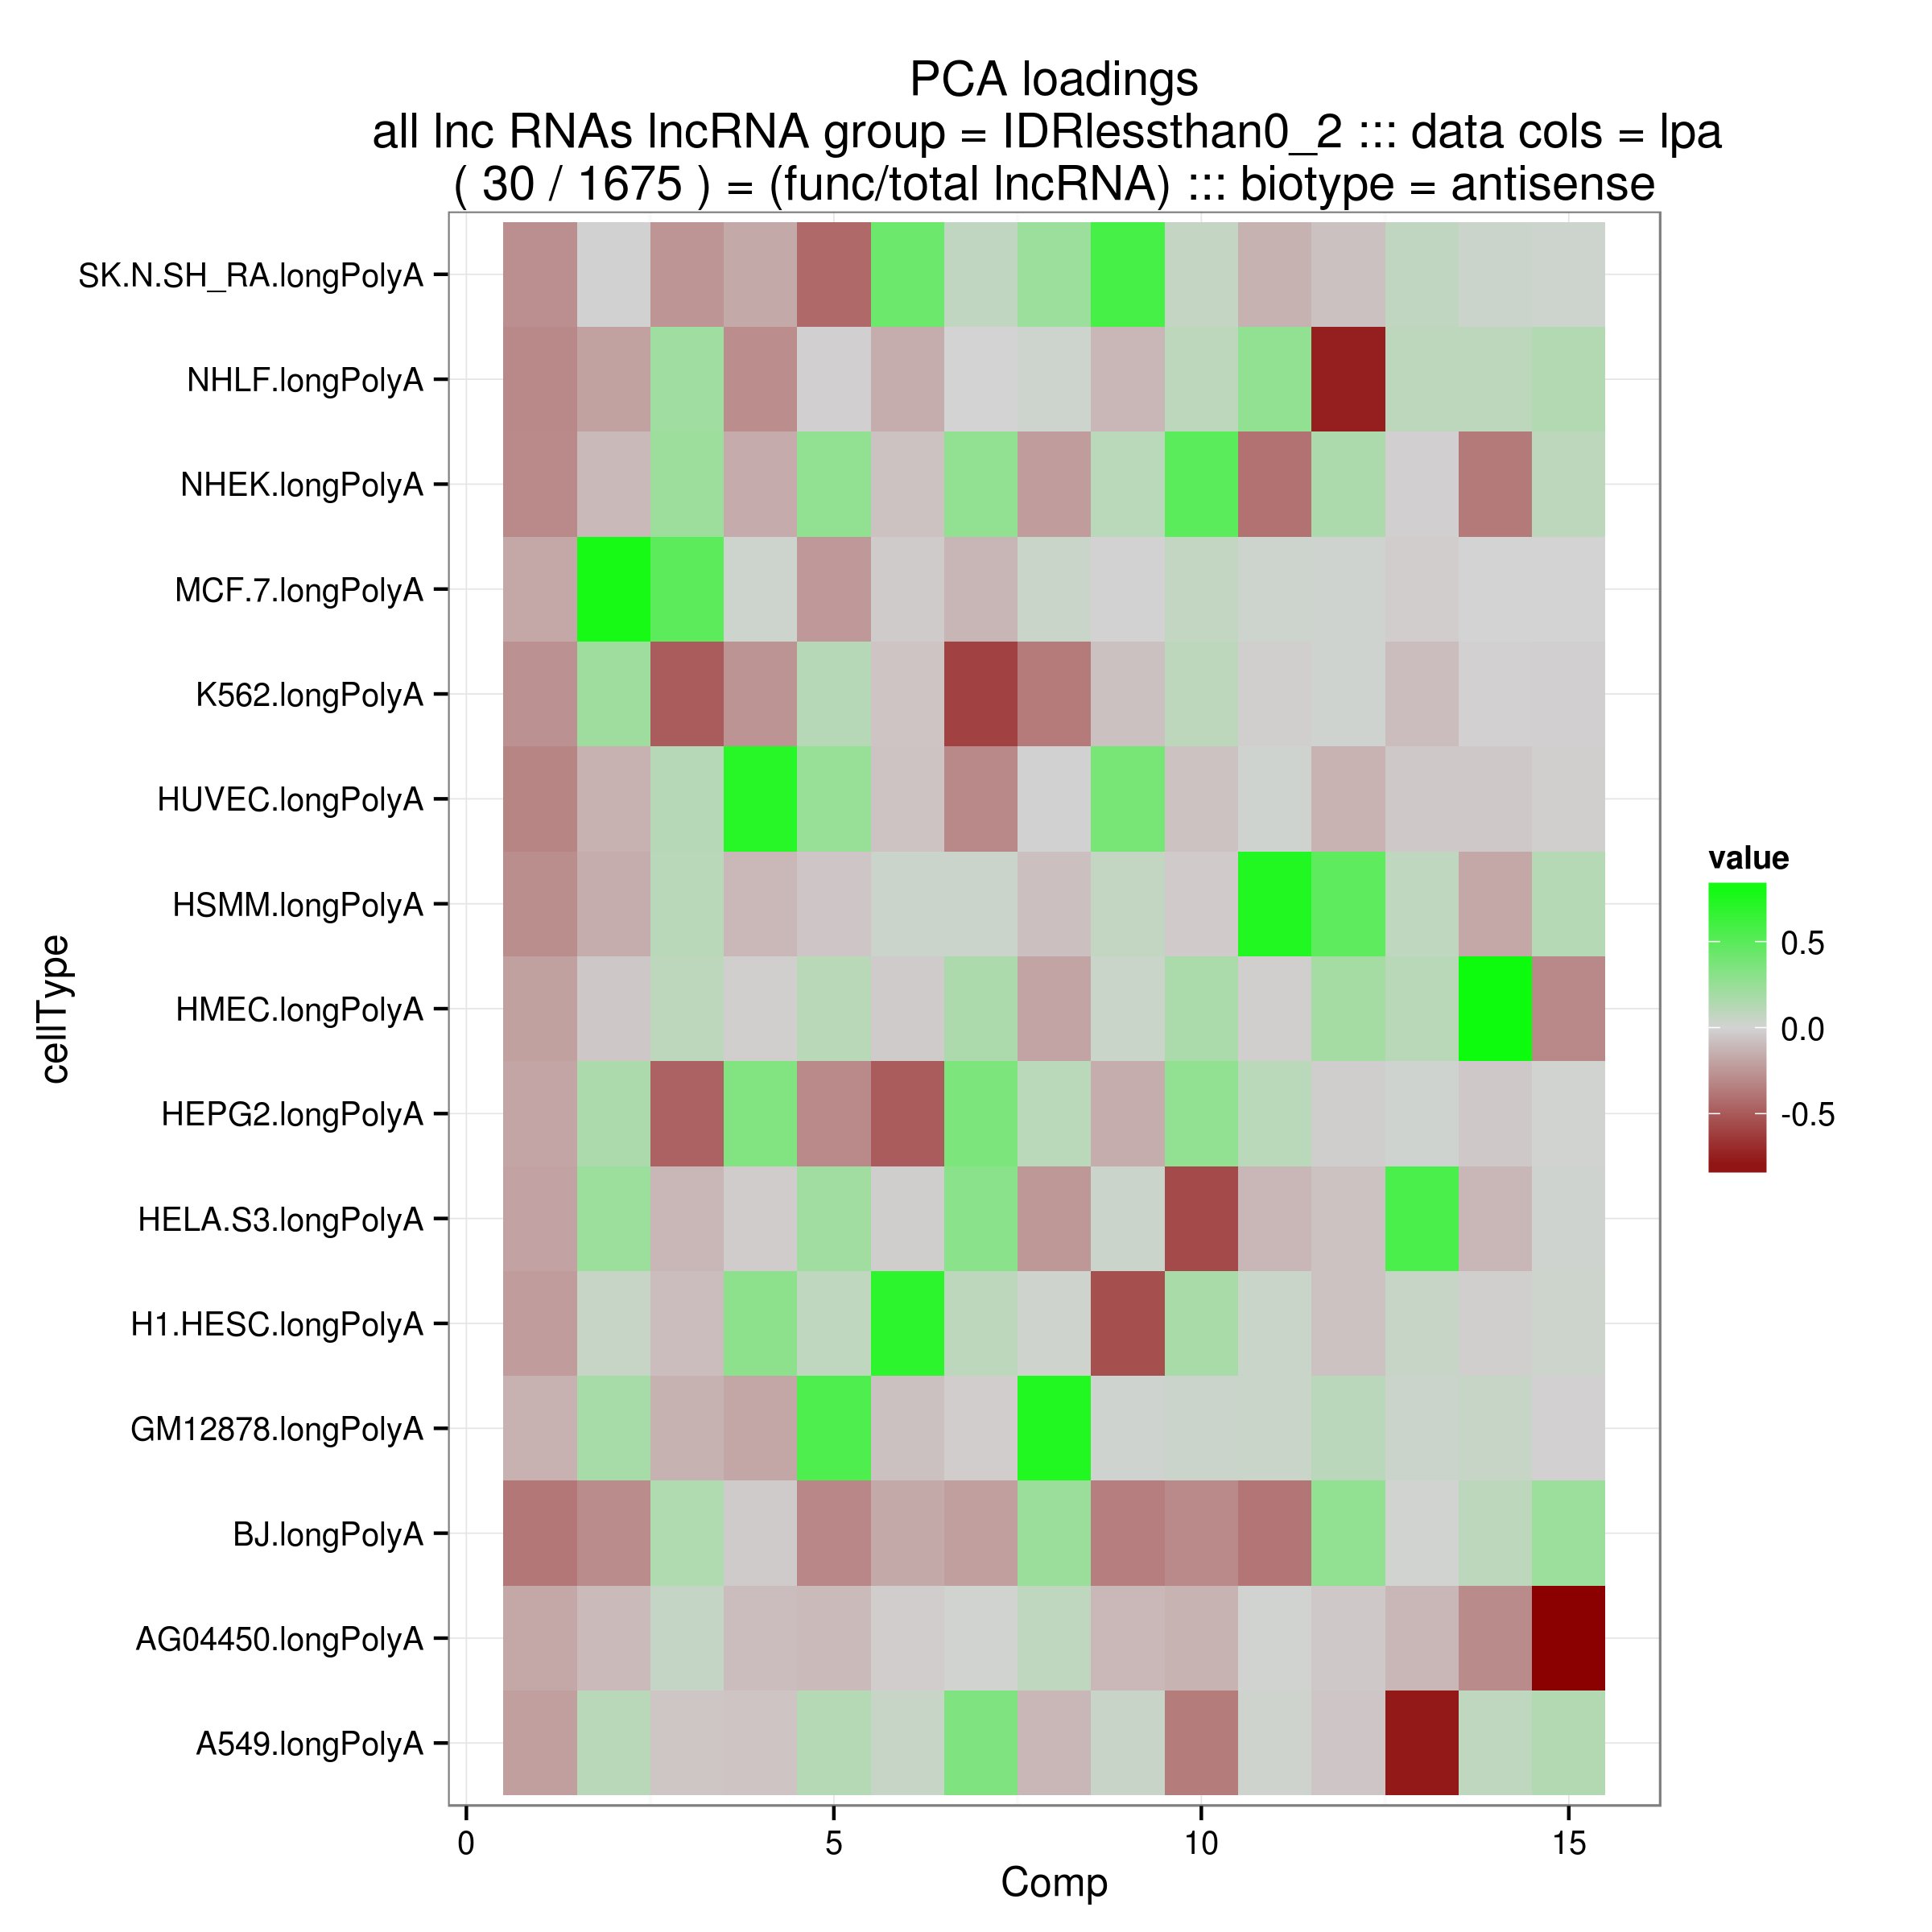 PCA loadings
all lnc RNAs lncRNA group = IDRlessthan0_2 ::: data cols = lpa
( 30 / 1675 ) = (func/total lncRNA) ::: biotype = antisense
SK.N.SH_RA.longPolyA
NHLF.longPolyA
NHEK.longPolyA
MCF.7.longPolyA
K562.longPolyA
HUVEC.longPolyA
HSMM.longPolyA
HMEC.longPolyA
HEPG2.longPolyA
HELA.S3.longPolyA
H1.HESC.longPolyA
GM12878.longPolyA
BJ.longPolyA
AG04450.longPolyA
A549.longPolyA
cellType
0 5 10 15
Comp
value
0.5
0.0
-0.5